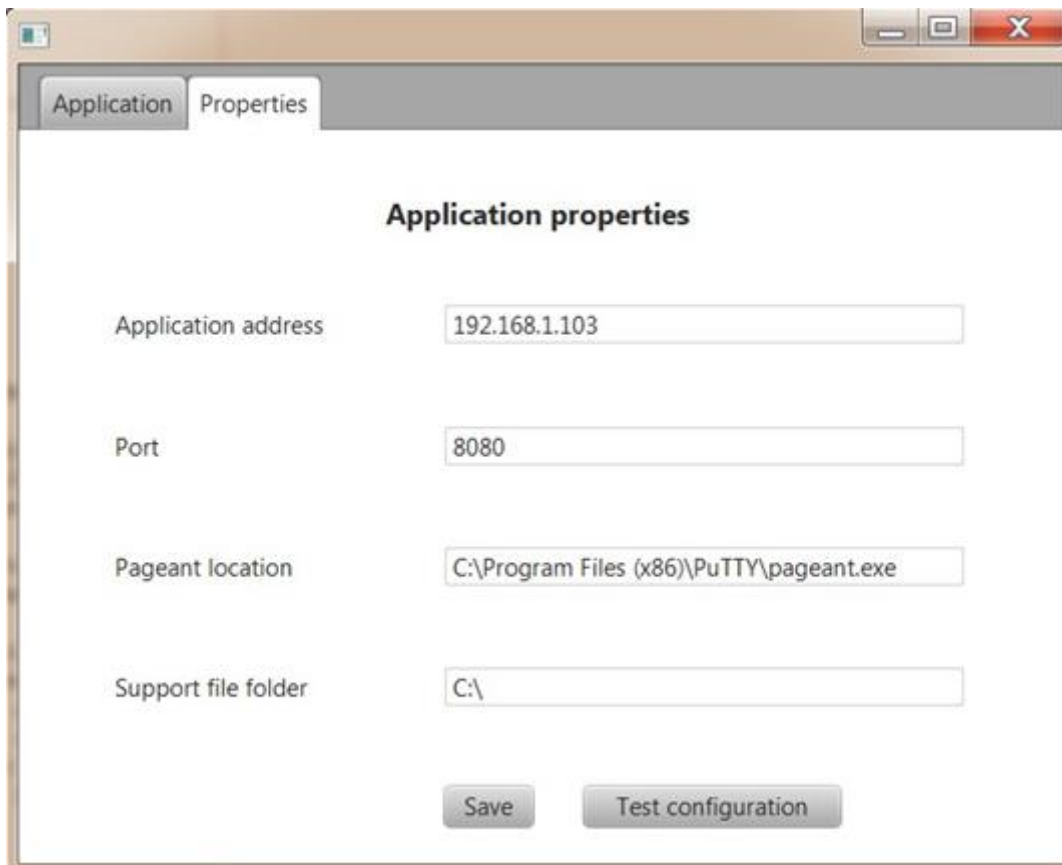 Application Properties
Application properties
Application address 192.168.1.103
Port 8080
Pageant location C:\Program Files (x86)\PuTTY\pageant.exe
Support file folder C:\
Save Test configuration